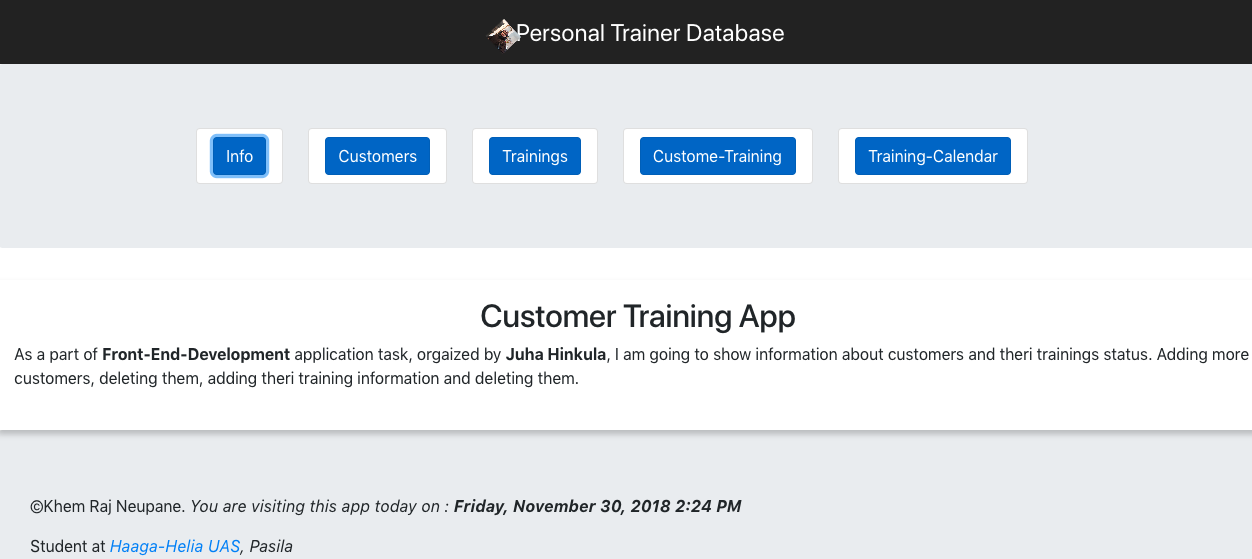 Personal Trainer Database
Info Customers Trainings Custome-Training Training-Calendar
Customer Training App
As a part of Front-End-Development application task, orgaized by Juha Hinkula, I am going to show information about customers and theri trainings status. Adding more
customers, deleting them, adding theri training information and deleting them.
©Khem Raj Neupane. You are visiting this app today on : Friday, November 30, 2018 2:24 PM
Student at Haaga-Helia UAS, Pasila